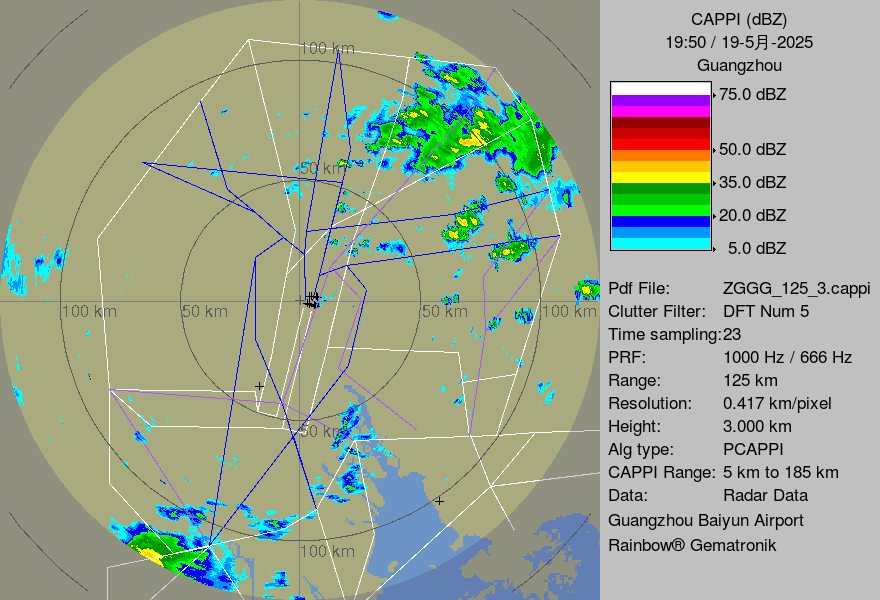 CAPPI (dBZ)
19:50 / 19-5月-2025
Guangzhou
75.0 dBZ
50.0 dBZ
35.0 dBZ
20.0 dBZ
5.0 dBZ
Pdf File: ZGGG_125_3.cappi
Clutter Filter: DFT Num 5
Time sampling:23
PRF: 1000 Hz / 666 Hz
Range: 125 km
Resolution: 0.417 km/pixel
Height: 3.000 km
Alg type: PCAPPI
CAPPI Range: 5 km to 185 km
Data: Radar Data
Guangzhou Baiyun Airport
Rainbow® Gematronik
100 km
50 km
100 km
50 km
50 km
100 km
50 km
100 km